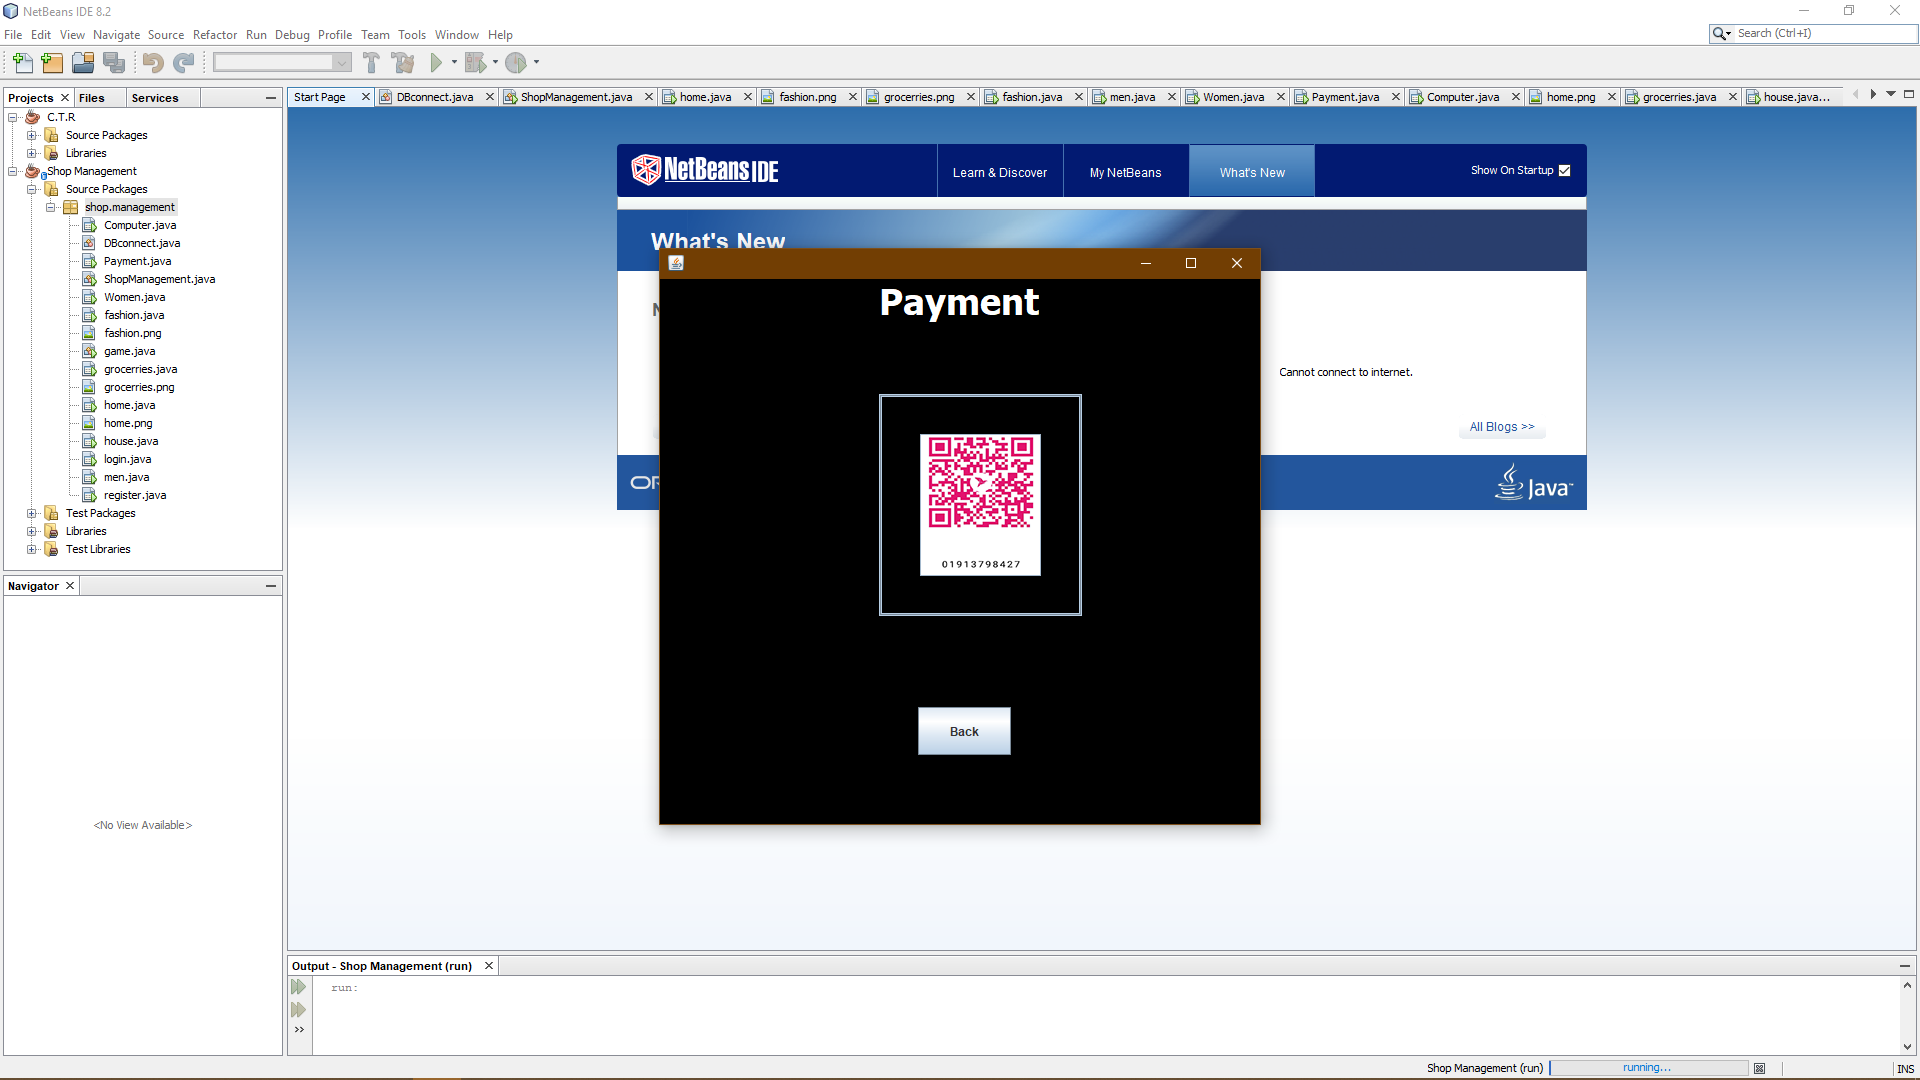 NetBeans IDE 8.2
File Edit View Navigate Source Refactor Run Debug Profile Team Tools Window Help
Search (Ctrl+I)
Projects Files Services
Start Page DBconnect.java ShopManagement.java home.java fashion.png grocerries.png fashion.java men.java Women.java Payment.java Computer.java home.png grocerries.java house.java...
C.T.R
Source Packages
Libraries
Shop Management
Source Packages
shop.management
Computer.java
DBconnect.java
Payment.java
ShopManagement.java
Women.java
fashion.java
fashion.png
game.java
grocerries.java
grocerries.png
home.java
home.png
house.java
login.java
men.java
register.java
Test Packages
Libraries
Test Libraries
Navigator
<No View Available>
NetBeans IDE
Learn & Discover
My NetBeans
What's New
Show On Startup
What's New
Cannot connect to internet.
All Blogs >>
Java
Payment
01913798427
Back
Output - Shop Management (run)
run:
>>
Shop Management (run)
running...
INS